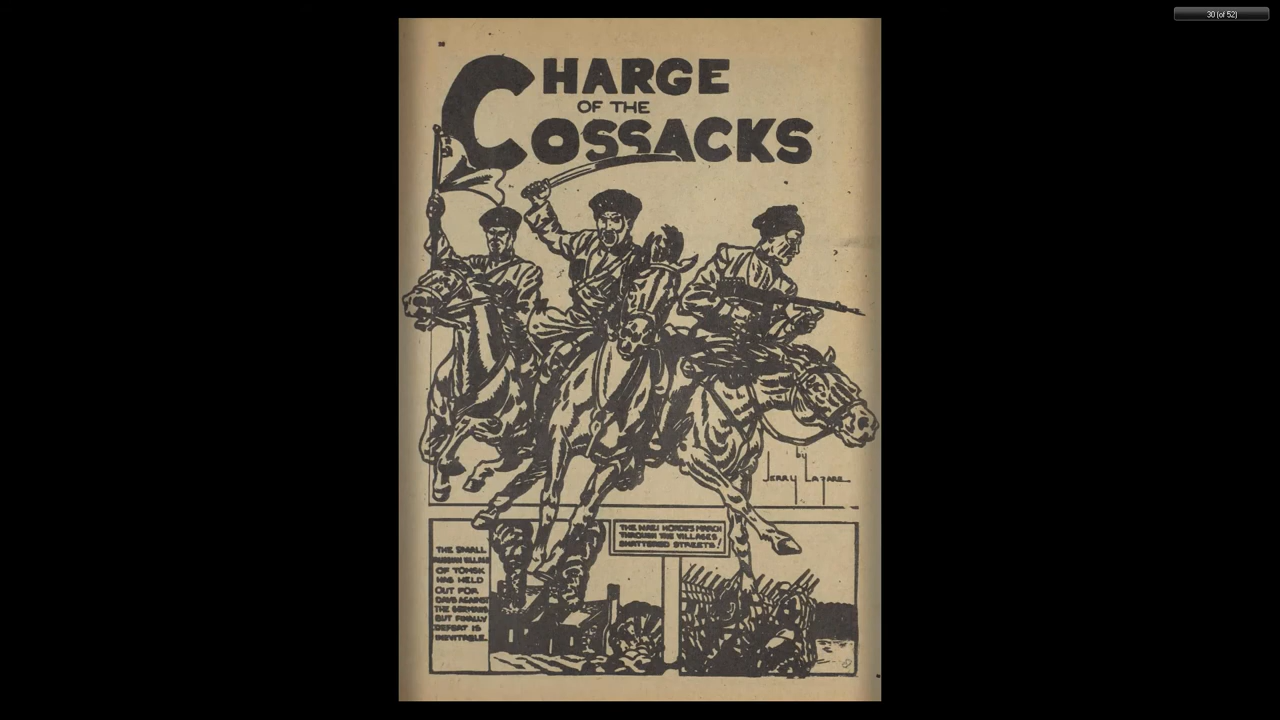 30 (of 52)
CHARGE
OF THE
COSSACKS
by
JERRY LAZARE
THE SMALL
RUSSIAN VILLAGE
OF TOMSK
HAS HELD
OUT FOR
DAYS AGAINST
THE GERMANS
BUT FINALLY
DEFEAT IS
INEVITABLE.
THE NAZI HORDES MARCH
THROUGH THE VILLAGES,
SHATTERED STREETS!